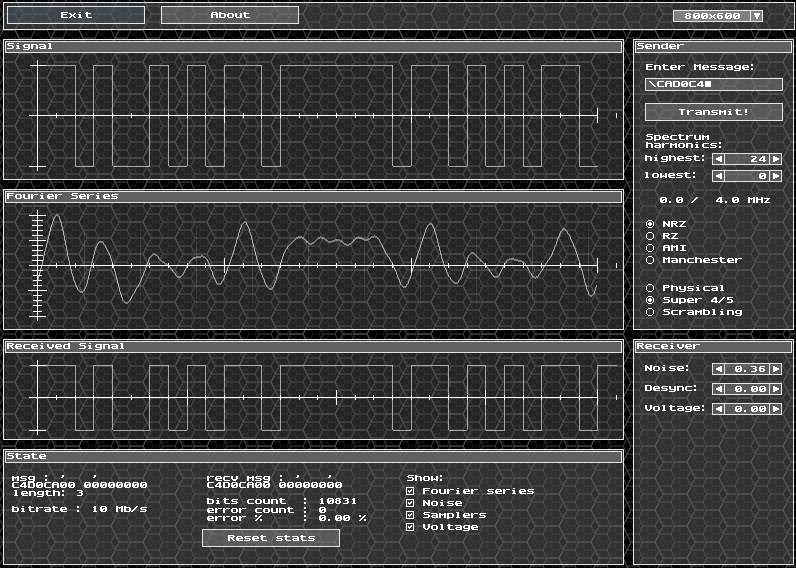 Exit
About
800x600
Signal
Fourier Series
Received Signal
State
msg : ' '
C4D0CA00 00000000
length: 3
bitrate : 10 Mb/s
recv msg : ' '
C4D0CA00 00000000
bits count : 10831
error count : 0
error % : 0.00 %
Reset stats
Show:
Fourier series
Noise
Samplers
Voltage
Sender
Enter Message:
\CAD0C4
Transmit!
Spectrum
harmonics:
highest: 24
lowest: 0
0.0 / 4.0 MHz
NRZ
RZ
AMI
Manchester
Physical
Super 4/5
Scrambling
Receiver
Noise: 0.36
Desync: 0.00
Voltage: 0.00